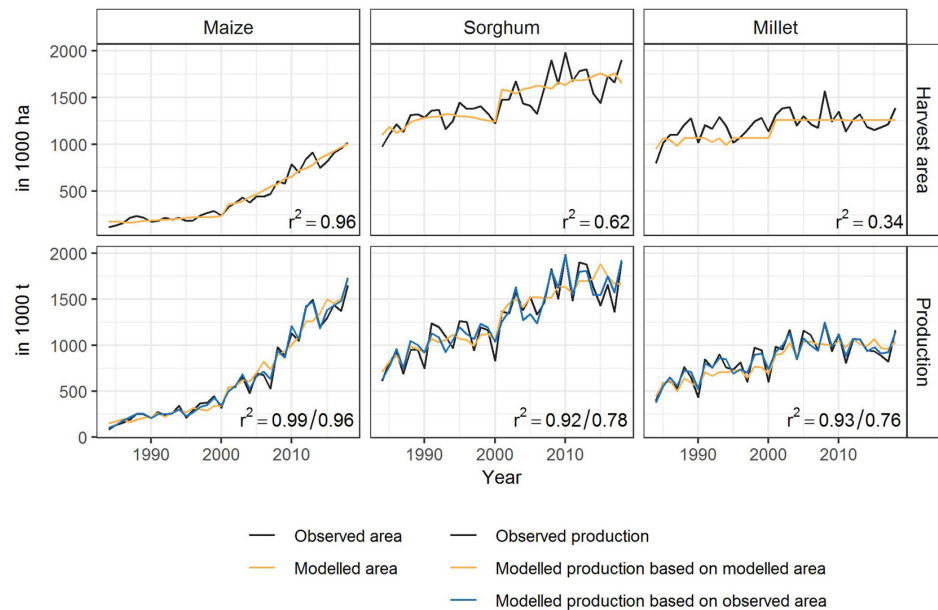 Maize Sorghum Millet
2000
1500
1000
500
in 1000 ha
r² = 0.96
r² = 0.62
r² = 0.34
Harvest area
2000
1500
1000
500
0
in 1000 t
r² = 0.99/0.96
r² = 0.92/0.78
r² = 0.93/0.76
Production
1990 2000 2010 1990 2000 2010 1990 2000 2010
Year
Observed area Observed production
Modelled area Modelled production based on modelled area
Modelled production based on observed area